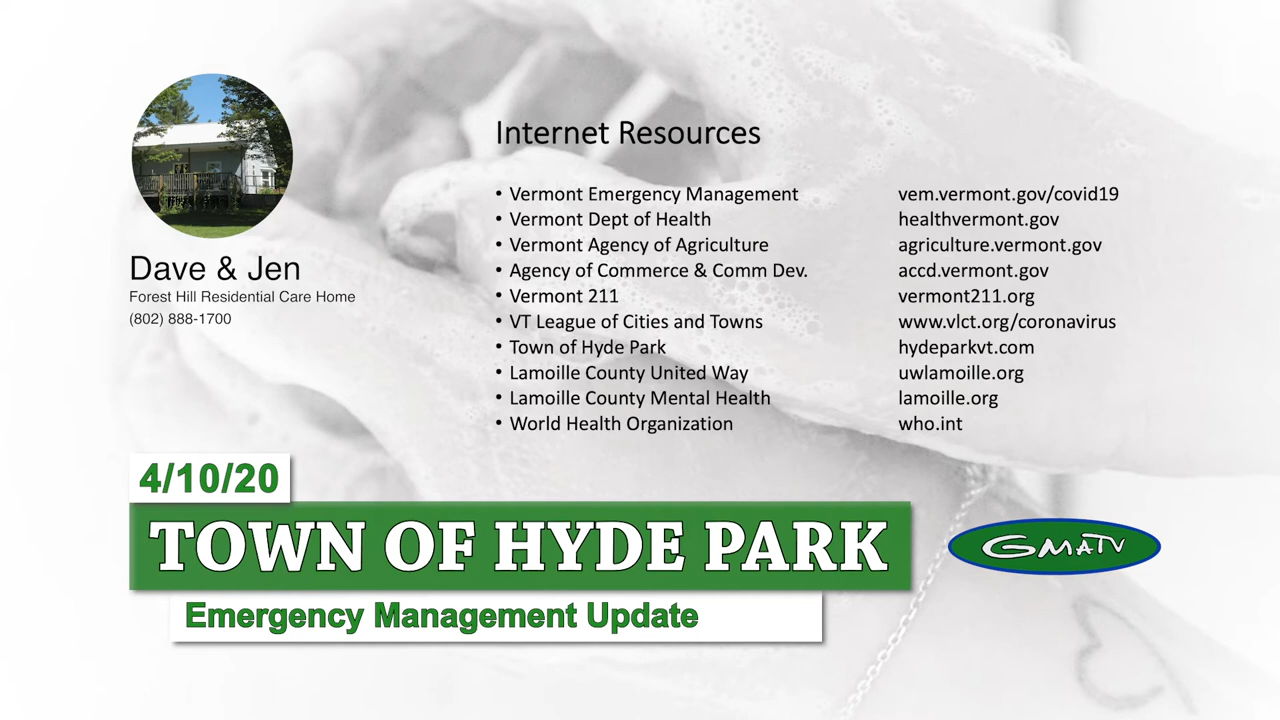 Dave & Jen
Forest Hill Residential Care Home
(802) 888-1700
Internet Resources
• Vermont Emergency Management vem.vermont.gov/covid19
• Vermont Dept of Health healthvermont.gov
• Vermont Agency of Agriculture agriculture.vermont.gov
• Agency of Commerce & Comm Dev. accd.vermont.gov
• Vermont 211 vermont211.org
• VT League of Cities and Towns www.vlct.org/coronavirus
• Town of Hyde Park hydeparkvt.com
• Lamoille County United Way uwlamoille.org
• Lamoille County Mental Health lamoille.org
• World Health Organization who.int
4/10/20
TOWN OF HYDE PARK
GMATV
Emergency Management Update